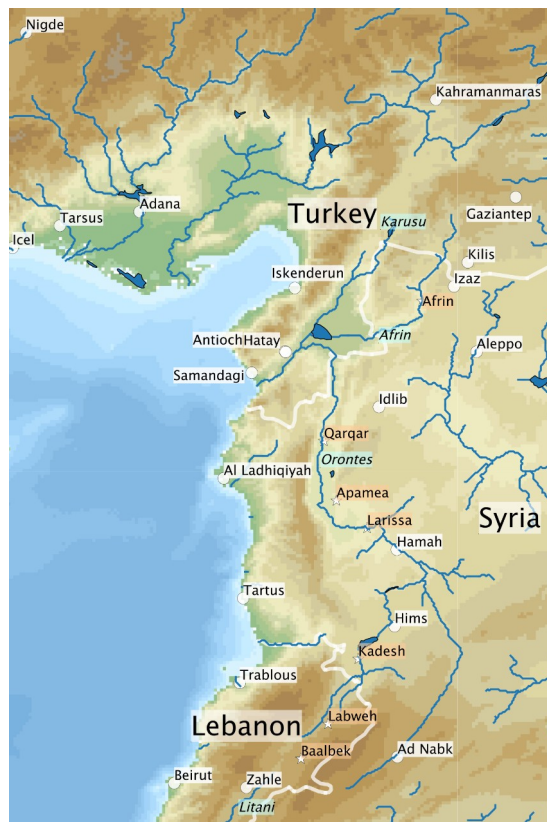 Nigde
Kahramanmaras
Adana
Gaziantep
Tarsus
Turkey
Karusu
Icel
Kilis
Iskenderun
Izaz
Afrin
Afrin
AntiochHatay
Aleppo
Samandagi
Idlib
Qarqar
Orontes
Al Ladhiqiyah
Apamea
Larissa
Syria
Hamah
Tartus
Hims
Kadesh
Trablous
Labweh
Lebanon
Baalbek
Ad Nabk
Beirut
Zahle
Litani